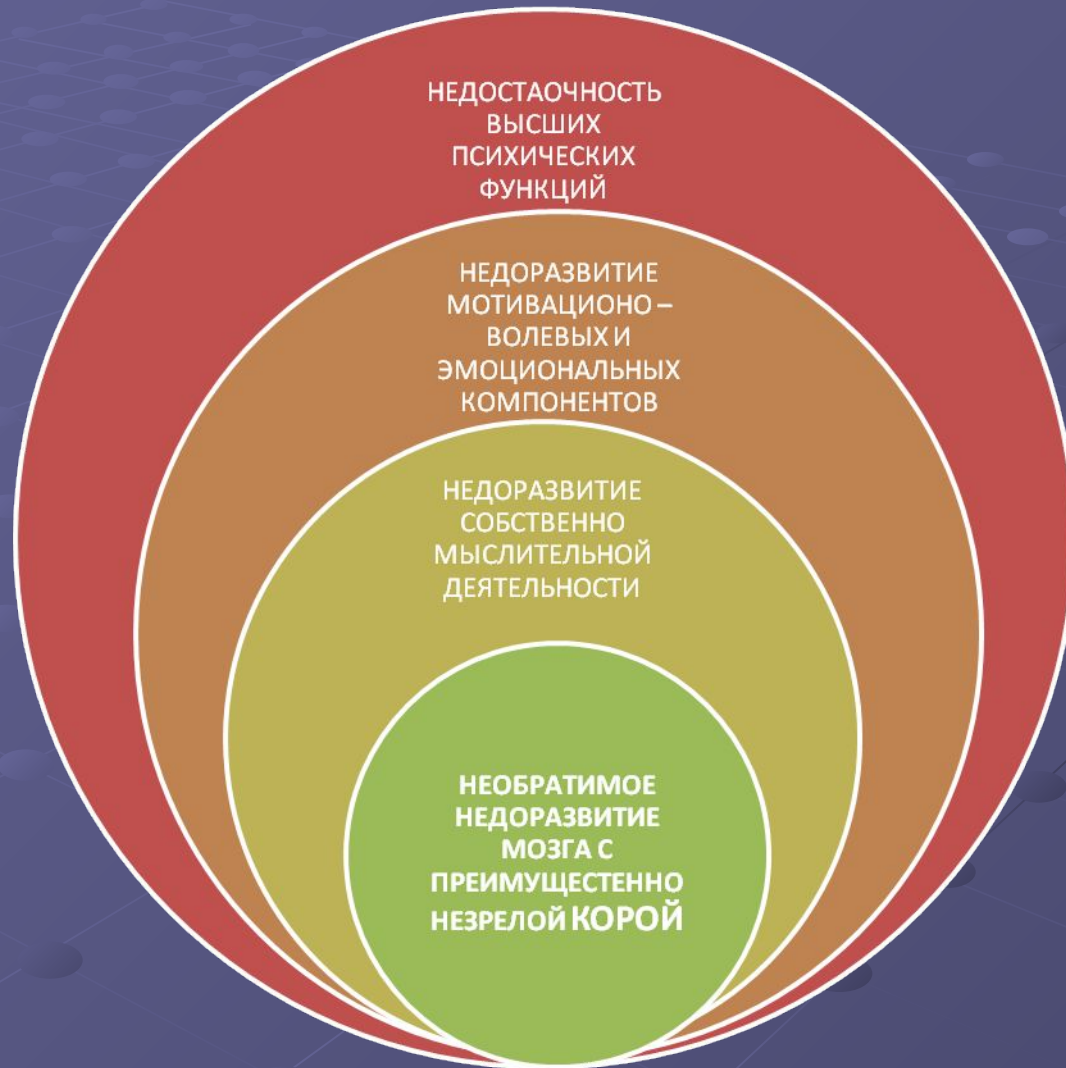 НЕДОСТАОЧНОСТЬ
ВЫСШИХ
ПСИХИЧЕСКИХ
ФУНКЦИЙ
НЕДОРАЗВИТИЕ
МОТИВАЦИОНО –
ВОЛЕВЫХ И
ЭМОЦИОНАЛЬНЫХ
КОМПОНЕНТОВ
НЕДОРАЗВИТИЕ
СОБСТВЕННО
МЫСЛИТЕЛЬНОЙ
ДЕЯТЕЛЬНОСТИ
НЕОБРАТИМОЕ
НЕДОРАЗВИТИЕ
МОЗГА С
ПРЕИМУЩЕСТЕННО
НЕЗРЕЛОЙ КОРОЙ